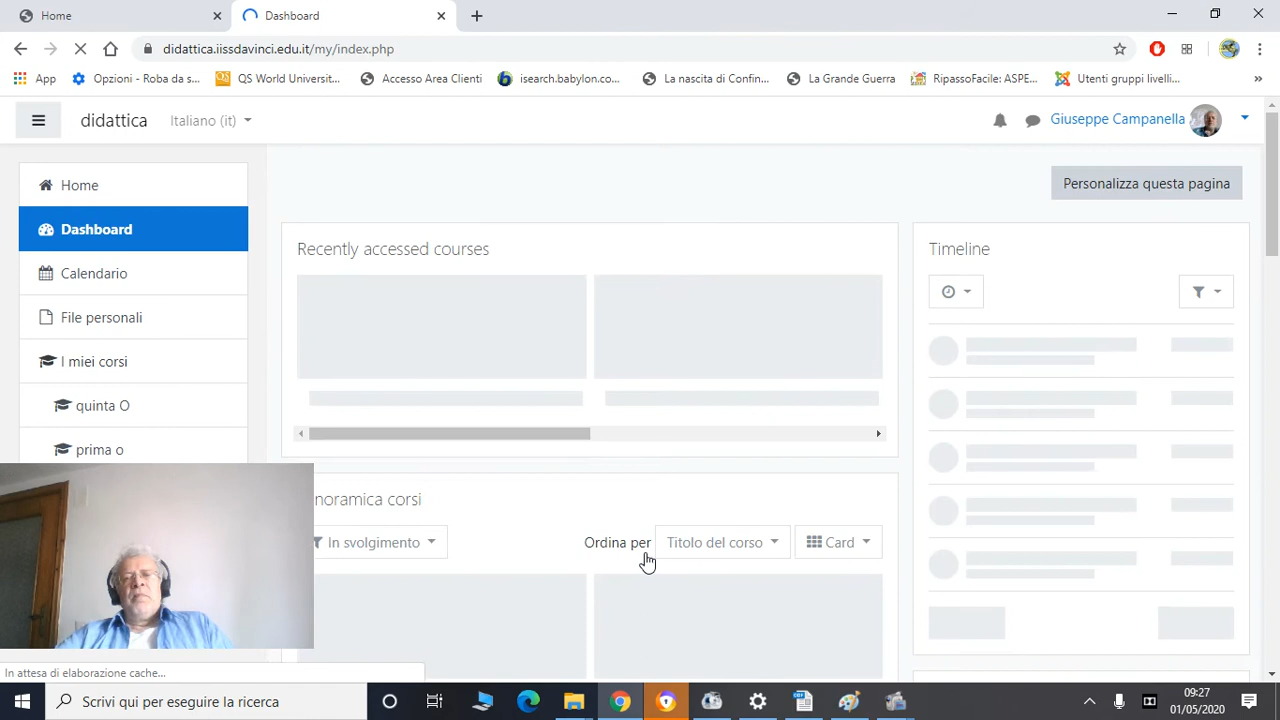 Home
Dashboard
didattica.iissdavinci.edu.it/my/index.php
App
Opzioni - Roba da s...
QS
QS World Universit...
Accesso Area Clienti
isearch.babylon.co...
La nascita di Confin...
La Grande Guerra
RipassoFacile: ASPE...
Utenti gruppi livelli...
»
didattica
Italiano ‎(it)‎
Giuseppe Campanella
Home
Personalizza questa pagina
Dashboard
Recently accessed courses
Timeline
Calendario
File personali
I miei corsi
quinta O
prima o
noramica corsi
In svolgimento
Ordina per
Titolo del corso
Card
In attesa di elaborazione cache...
Scrivi qui per eseguire la ricerca
09:27
01/05/2020